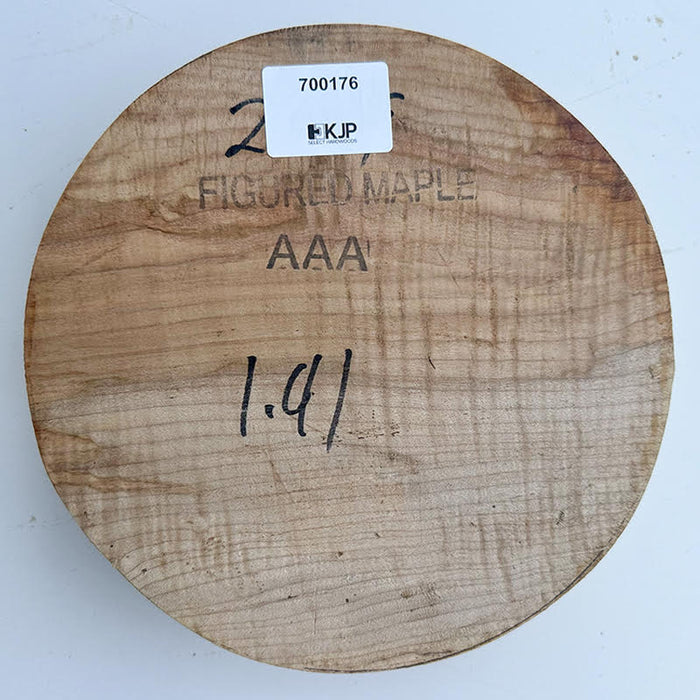 700176
KJP
SELECT HARDWOODS
FIGURED MAPLE
AAA
1.41